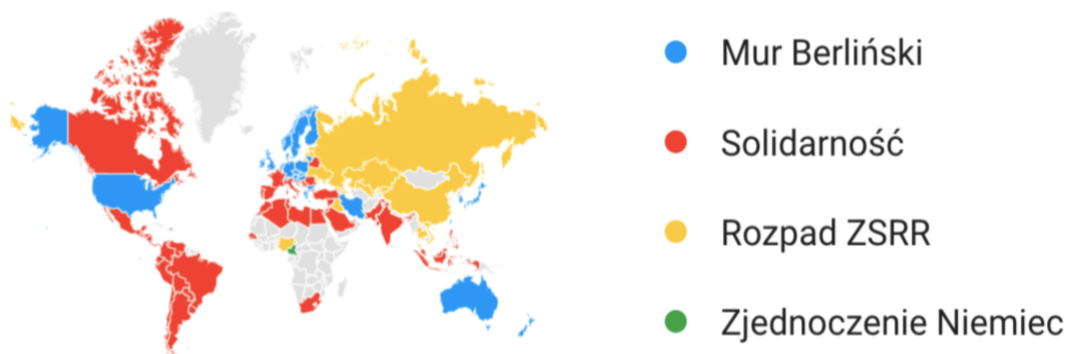 Mur Berliński
Solidarność
Rozpad ZSRR
Zjednoczenie Niemiec